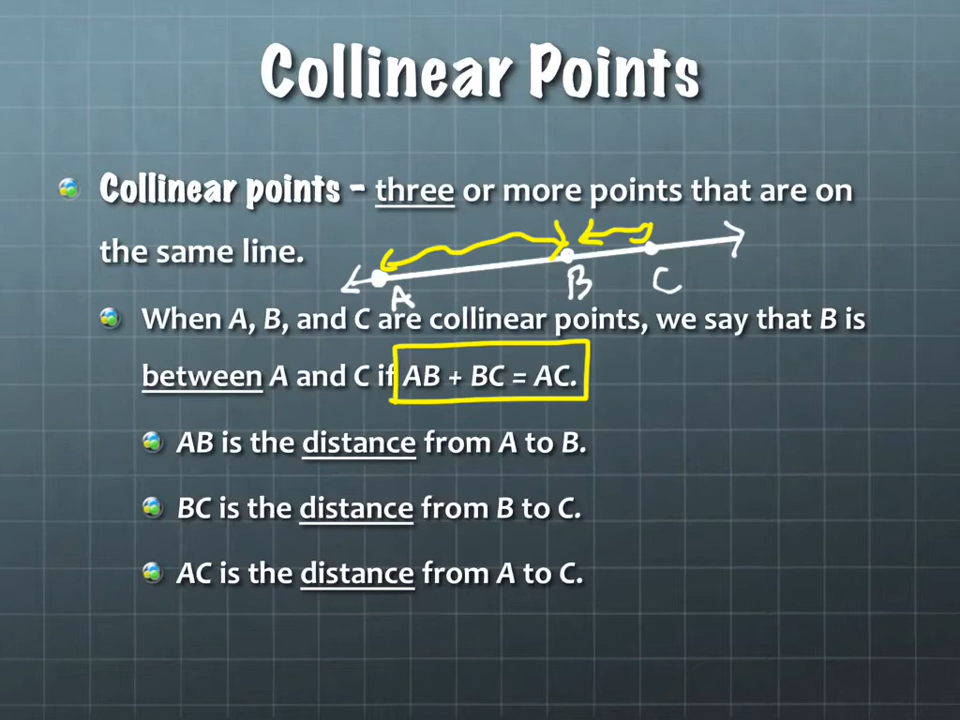 Collinear Points
Collinear points – three or more points that are on
the same line.
A B C
When A, B, and C are collinear points, we say that B is
between A and C if AB + BC = AC.
AB is the distance from A to B.
BC is the distance from B to C.
AC is the distance from A to C.